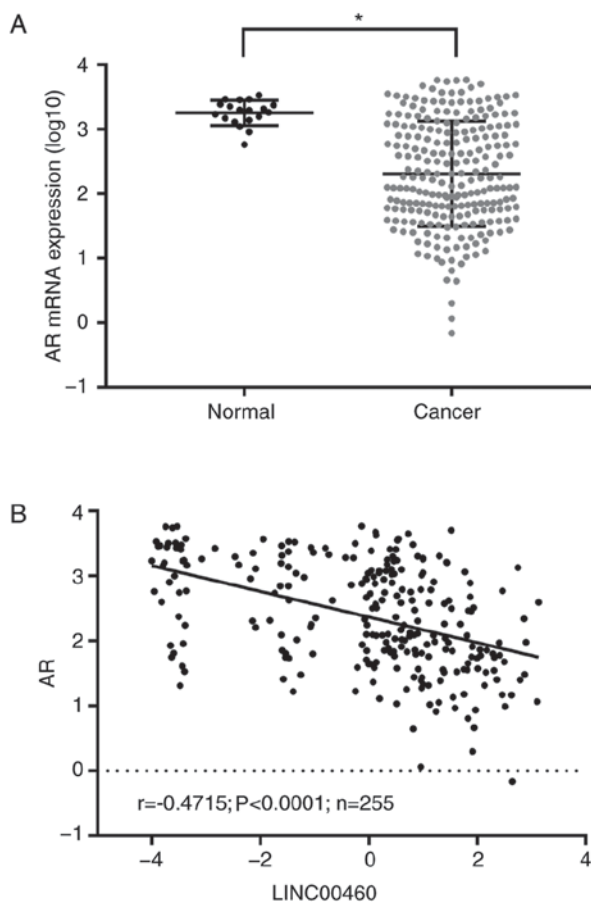 A
*
AR mRNA expression (log10)
4
3
2
1
0
−1
Normal Cancer
B
AR
4
3
2
1
0
−1
r=-0.4715; P<0.0001; n=255
−4 −2 0 2 4
LINC00460